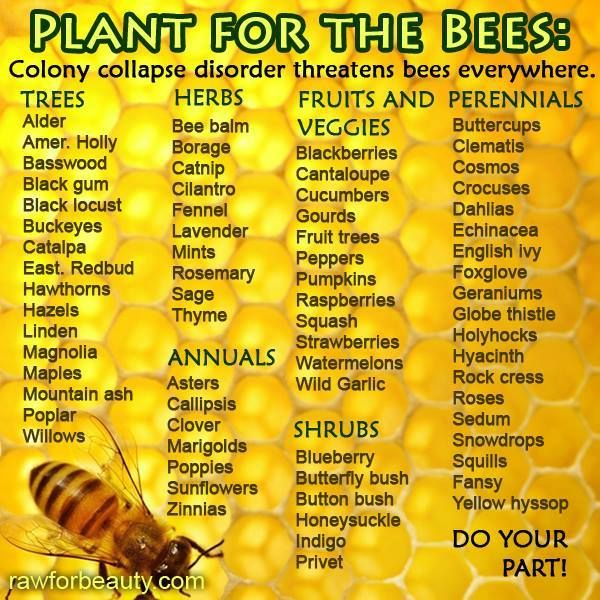 PLANT FOR THE BEES:
Colony collapse disorder threatens bees everywhere.
TREES
Alder
Amer. Holly
Basswood
Black gum
Black locust
Buckeyes
Catalpa
East. Redbud
Hawthorns
Hazels
Linden
Magnolia
Maples
Mountain ash
Poplar
Willows
HERBS
Bee balm
Borage
Catnip
Cilantro
Fennel
Lavender
Mints
Rosemary
Sage
Thyme
ANNUALS
Asters
Callipsis
Clover
Marigolds
Poppies
Sunflowers
Zinnias
FRUITS AND
VEGGIES
Blackberries
Cantaloupe
Cucumbers
Gourds
Fruit trees
Peppers
Pumpkins
Raspberries
Squash
Strawberries
Watermelons
Wild Garlic
SHRUBS
Blueberry
Butterfly bush
Button bush
Honeysuckle
Indigo
Privet
PERENNIALS
Buttercups
Clematis
Cosmos
Crocuses
Dahlias
Echinacea
English ivy
Foxglove
Geraniums
Globe thistle
Holyhocks
Hyacinth
Rock cress
Roses
Sedum
Snowdrops
Squills
Fansy
Yellow hyssop
DO YOUR
PART!
rawforbeauty.com